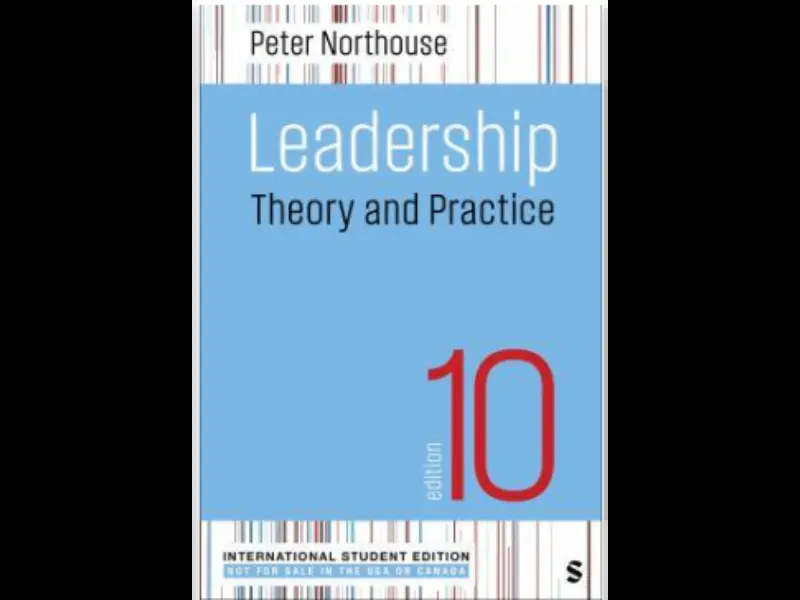 Peter Northouse
Leadership
Theory and Practice
edition
10
INTERNATIONAL STUDENT EDITION
NOT FOR SALE IN THE USA OR CANADA
S